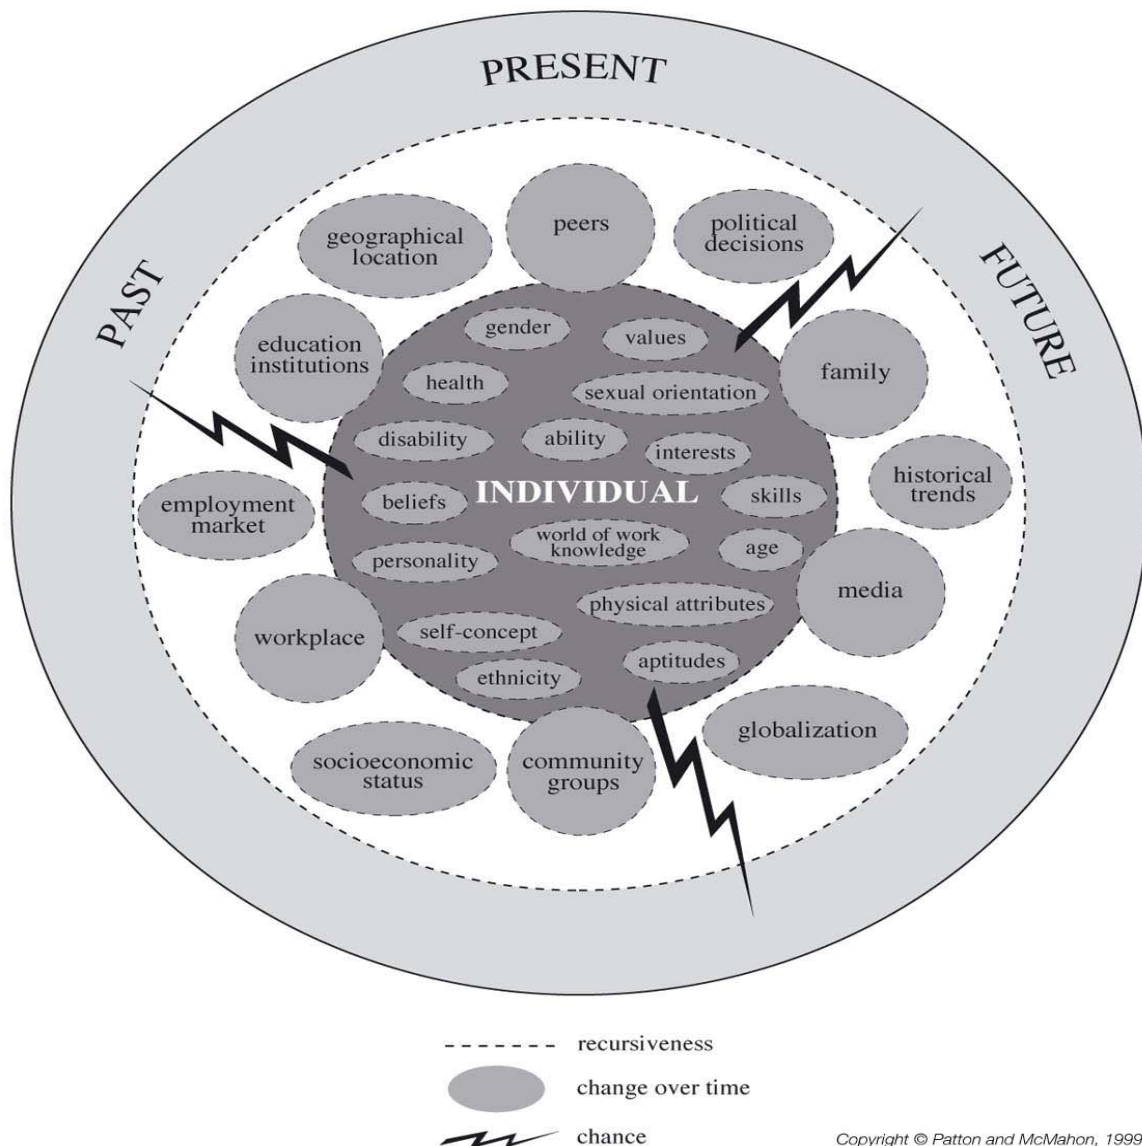 PRESENT
PAST
FUTURE
peers
political
decisions
geographical
location
education
institutions
family
historical
trends
employment
market
media
workplace
globalization
socioeconomic
status
community
groups
gender
values
health
sexual orientation
disability
ability
interests
INDIVIDUAL
beliefs
skills
world of work
knowledge
age
personality
physical attributes
self-concept
aptitudes
ethnicity
recursiveness
change over time
chance
Copyright © Patton and McMahon, 1999